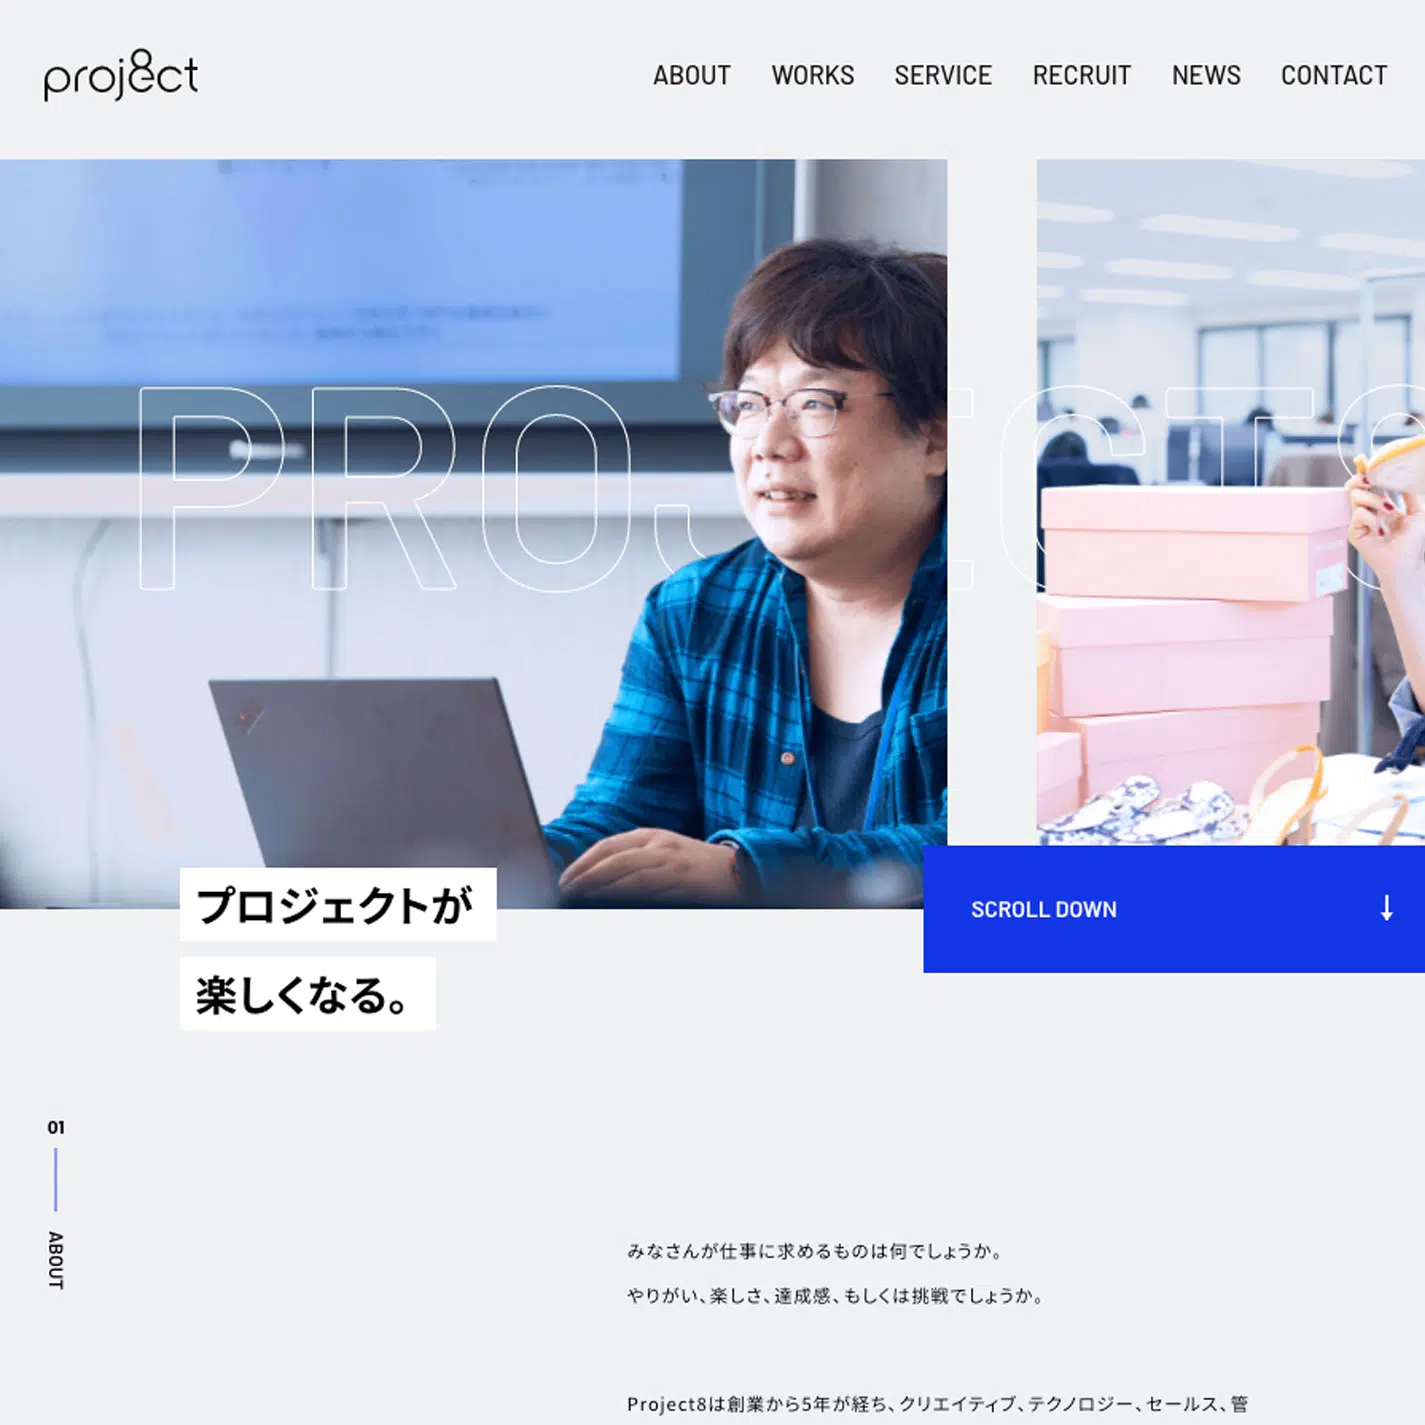 proj8ct
ABOUT WORKS SERVICE RECRUIT NEWS CONTACT
PROJECT8
SCROLL DOWN
プロジェクトが
楽しくなる。
01
ABOUT
みなさんが仕事に求めるものは何でしょうか。
やりがい、楽しさ、達成感、もしくは挑戦でしょうか。
Project8は創業から5年が経ち、クリエイティブ、テクノロジー、セールス、管